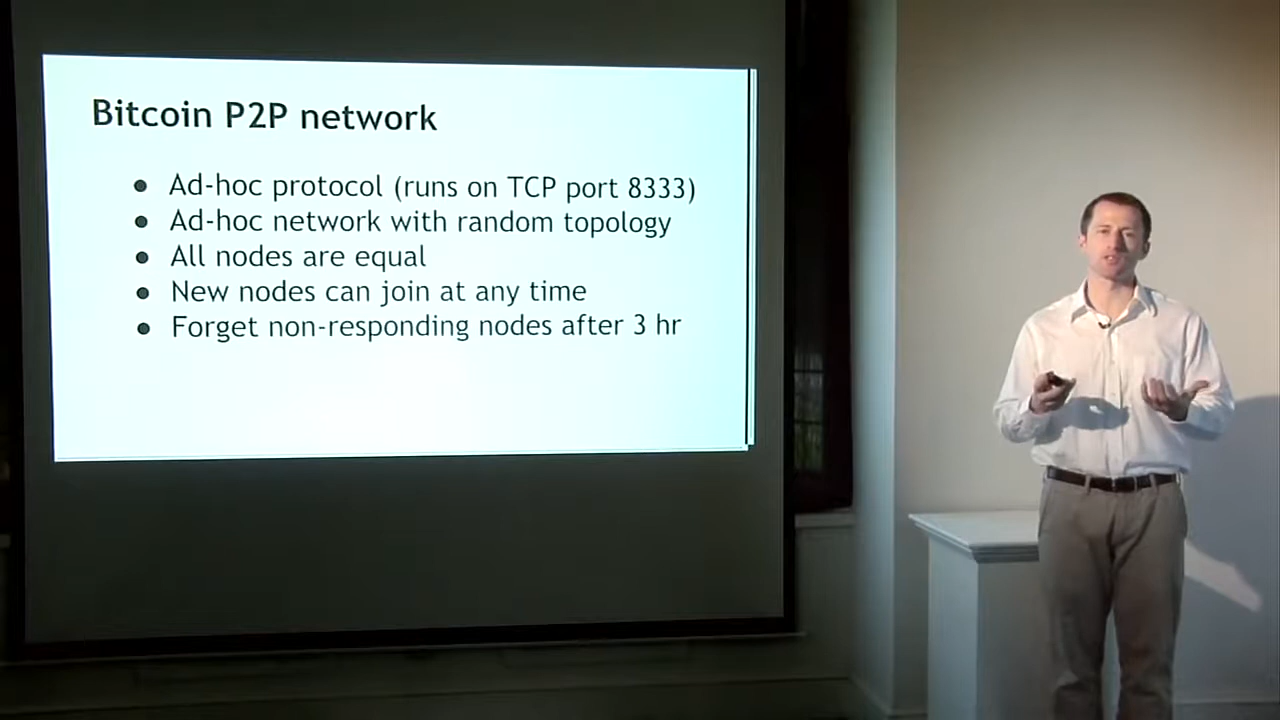 Bitcoin P2P network
● Ad-hoc protocol (runs on TCP port 8333)
● Ad-hoc network with random topology
● All nodes are equal
● New nodes can join at any time
● Forget non-responding nodes after 3 hr